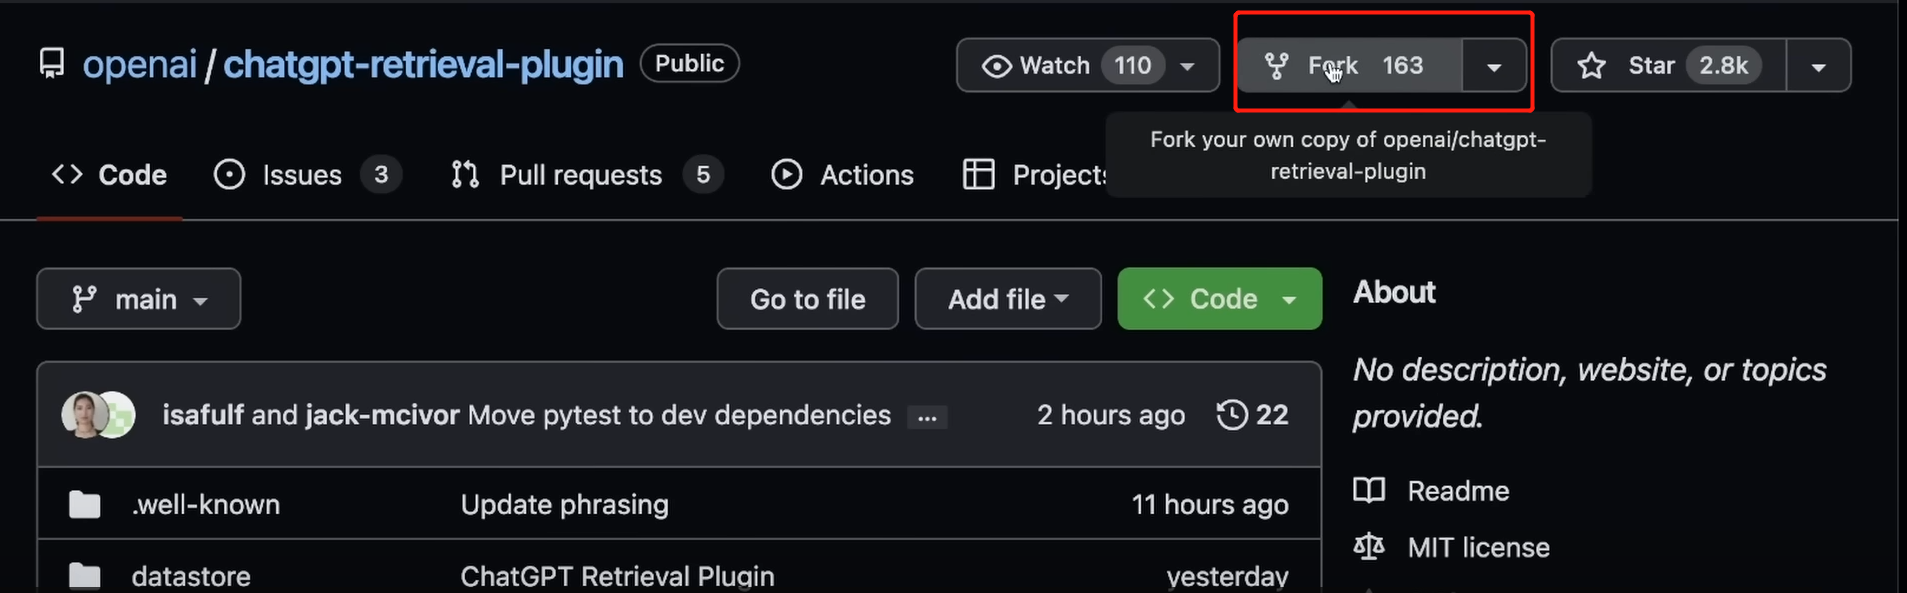 openai / chatgpt-retrieval-plugin Public
Watch 110 Fork 163 Star 2.8k
Fork your own copy of openai/chatgpt-
retrieval-plugin
Code Issues 3 Pull requests 5 Actions Projects
main Go to file Add file Code
About
No description, website, or topics
provided.
isafulf and jack-mcivor Move pytest to dev dependencies ... 2 hours ago 22
.well-known Update phrasing 11 hours ago
Readme
MIT license
datastore ChatGPT Retrieval Plugin yesterday